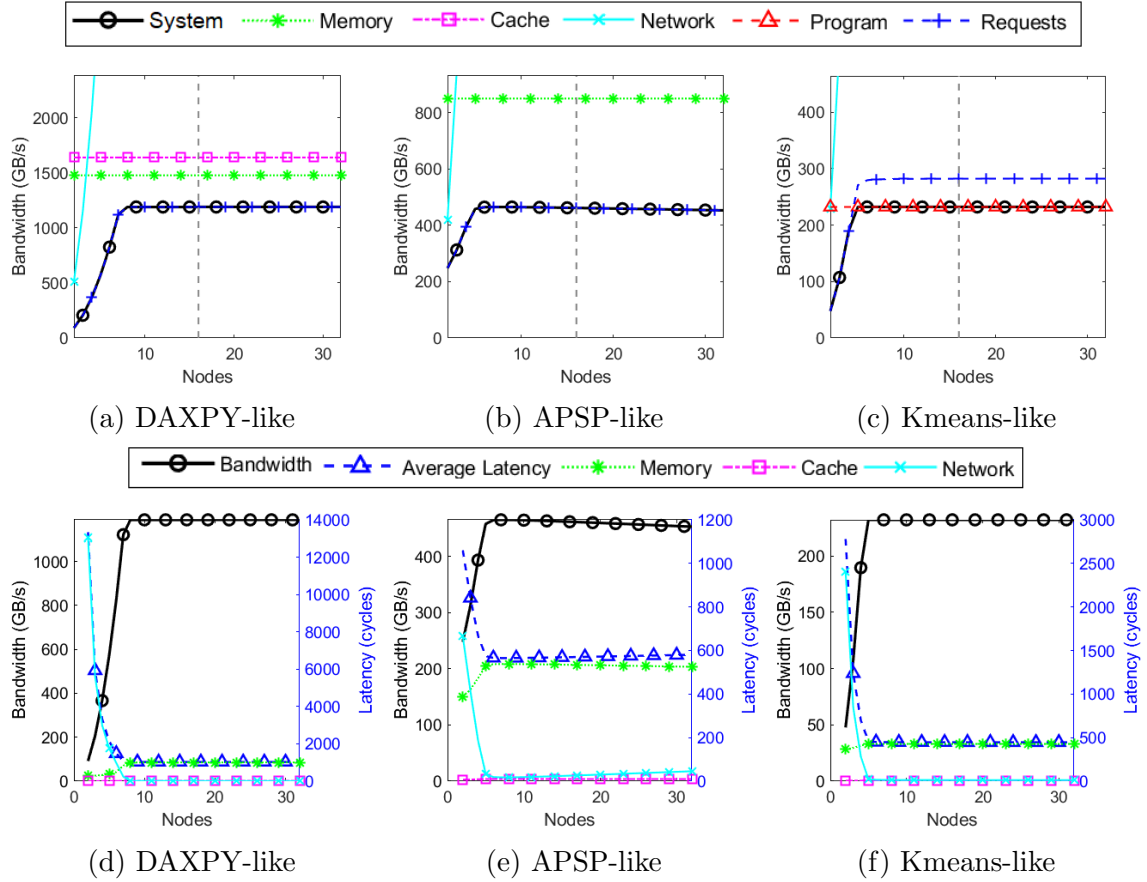 System Memory Cache Network Program Requests
Bandwidth (GB/s)
2000
1500
1000
500
0
10 20 30
Nodes
Bandwidth (GB/s)
800
600
400
200
0
10 20 30
Nodes
Bandwidth (GB/s)
400
300
200
100
0
10 20 30
Nodes
(a) DAXPY-like (b) APSP-like (c) Kmeans-like
Bandwidth Average Latency Memory Cache Network
Bandwidth (GB/s)
1000
800
600
400
200
0
0 10 20 30
Nodes
14000
12000
10000
8000
6000
4000
2000
0
Latency (cycles)
Bandwidth (GB/s)
400
300
200
100
0
0 10 20 30
Nodes
1200
1000
800
600
400
200
0
Latency (cycles)
Bandwidth (GB/s)
200
150
100
50
0
0 10 20 30
Nodes
3000
2500
2000
1500
1000
500
0
Latency (cycles)
(d) DAXPY-like (e) APSP-like (f) Kmeans-like